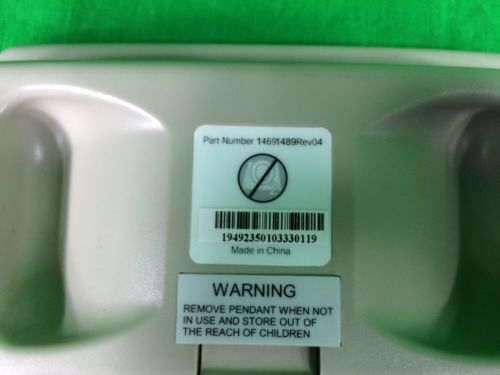 Part Number 14691489Rev04
19492350103330119
Made in China
WARNING
REMOVE PENDANT WHEN NOT
IN USE AND STORE OUT OF
THE REACH OF CHILDREN